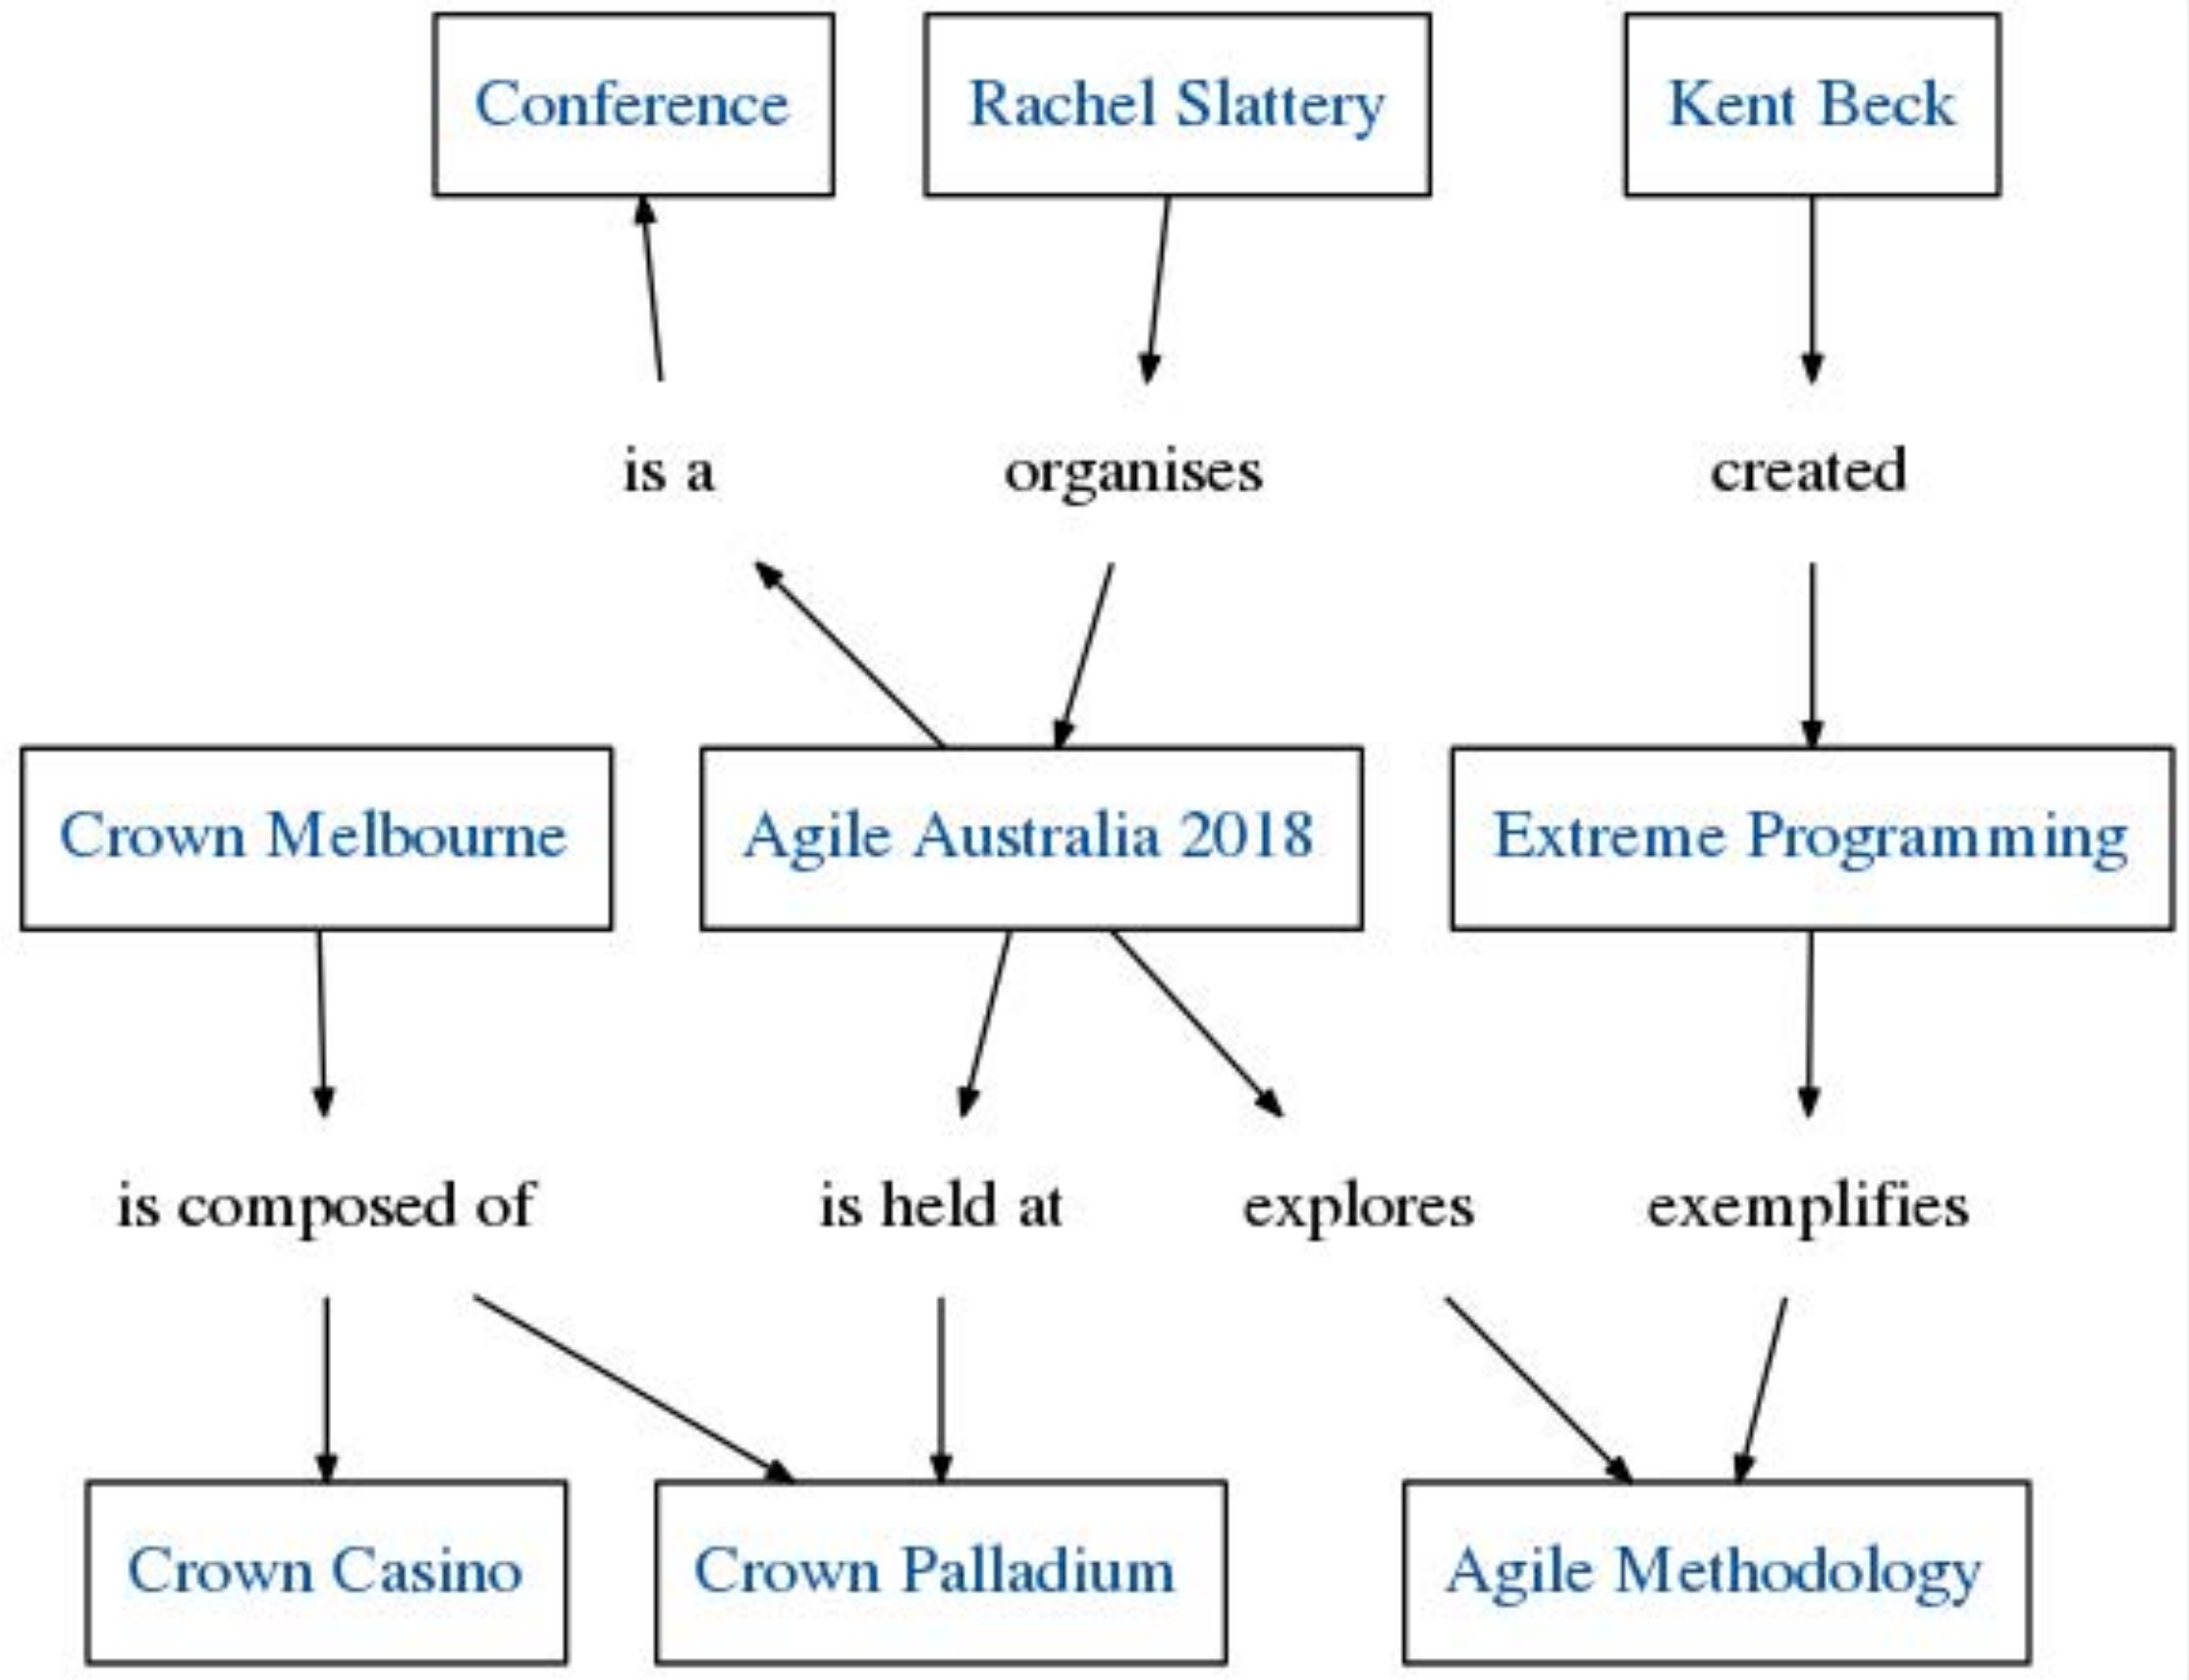 Conference
Rachel Slattery
Kent Beck
is a
organises
created
Crown Melbourne
Agile Australia 2018
Extreme Programming
is composed of
is held at
explores
exemplifies
Crown Casino
Crown Palladium
Agile Methodology